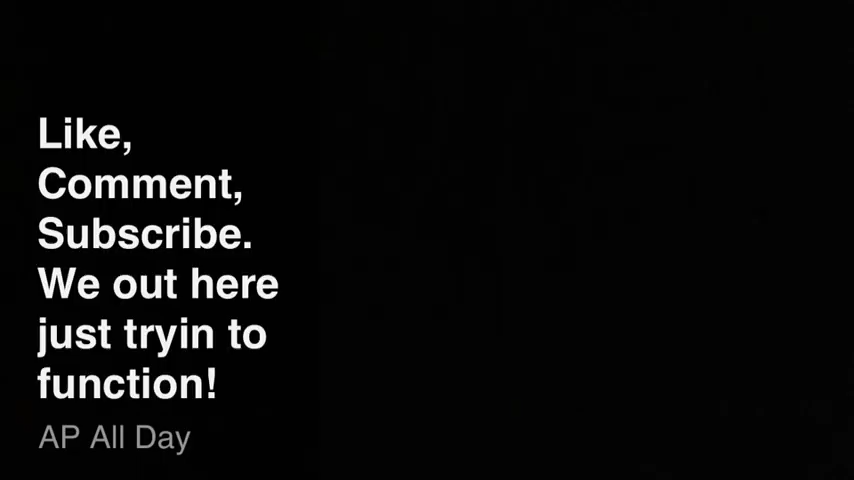 Like,
Comment,
Subscribe.
We out here
just tryin to
function!
AP All Day